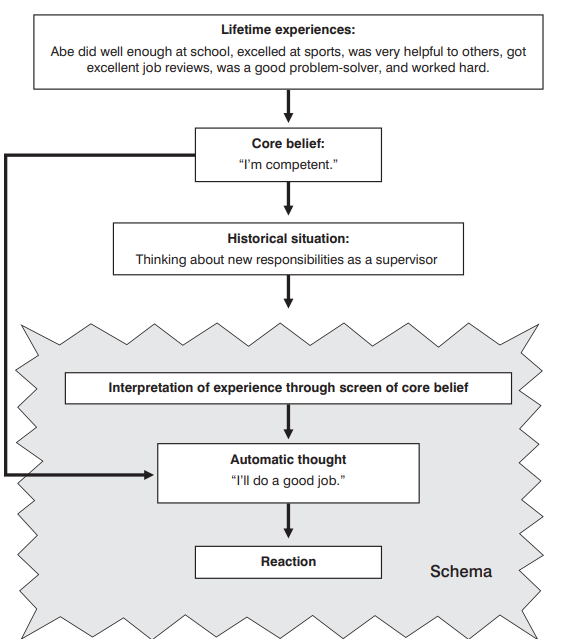 Lifetime experiences:
Abe did well enough at school, excelled at sports, was very helpful to others, got
excellent job reviews, was a good problem-solver, and worked hard.
Core belief:
“I’m competent.”
Historical situation:
Thinking about new responsibilities as a supervisor
Interpretation of experience through screen of core belief
Automatic thought
“I’ll do a good job.”
Reaction
Schema